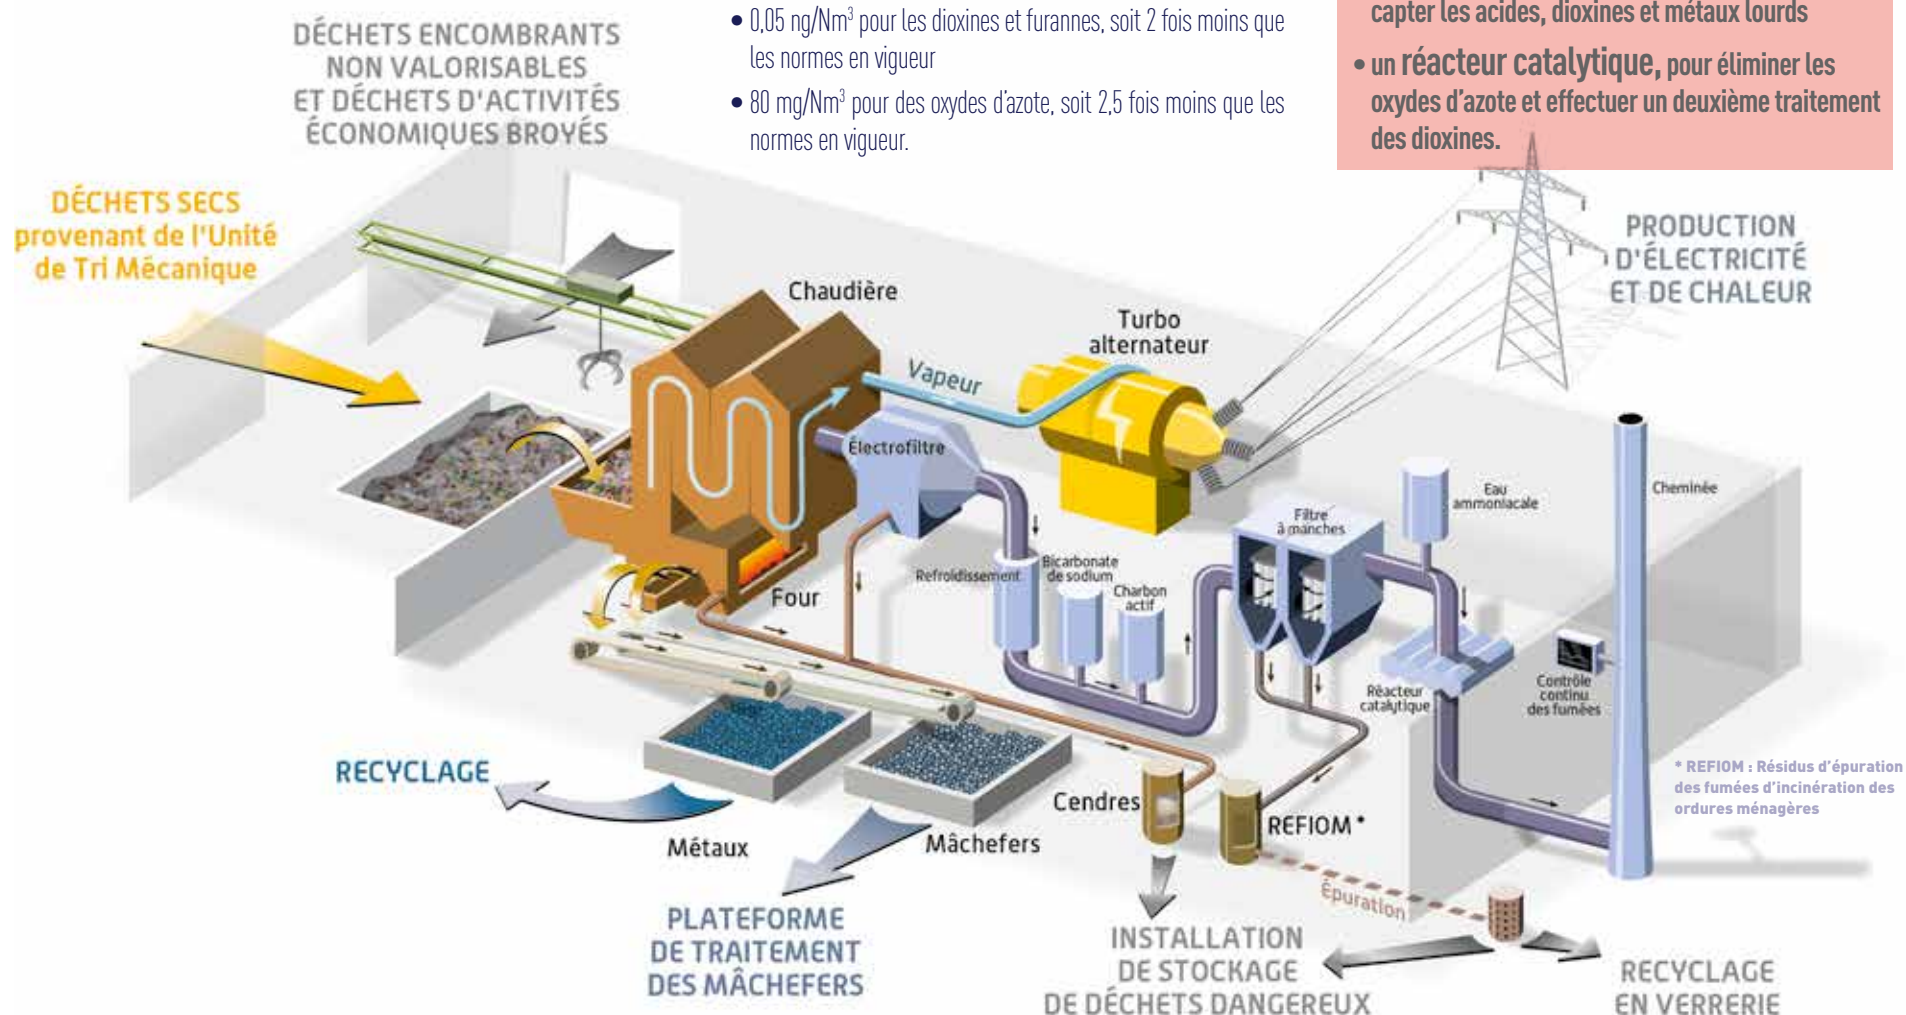 DÉCHETS ENCOMBRANTS
NON VALORISABLES
ET DÉCHETS D'ACTIVITÉS
ÉCONOMIQUES BROYÉS
• 0,05 ng/Nm³ pour les dioxines et furannes, soit 2 fois moins que
les normes en vigueur
• 80 mg/Nm³ pour des oxydes d'azote, soit 2,5 fois moins que les
normes en vigueur.
capter les acides, dioxines et métaux lourds
• un réacteur catalytique, pour éliminer les
oxydes d'azote et effectuer un deuxième traitement
des dioxines.
DÉCHETS SECS
provenant de l'Unité
de Tri Mécanique
PRODUCTION
D'ÉLECTRICITÉ
ET DE CHALEUR
Chaudière
Turbo
alternateur
Vapeur
Électrofiltre
Eau
ammoniacale
Cheminée
Filtre
à manches
Refroidissement
Bicarbonate
de sodium
Charbon
actif
Four
Réacteur
catalytique
Contrôle
continu
des fumées
RECYCLAGE
Métaux
Mâchefers
Cendres
REFIOM *
* REFIOM : Résidus d'épuration
des fumées d'incinération des
ordures ménagères
Épuration
PLATEFORME
DE TRAITEMENT
DES MÂCHEFERS
INSTALLATION
DE STOCKAGE
DE DÉCHETS DANGEREUX
RECYCLAGE
EN VERRERIE